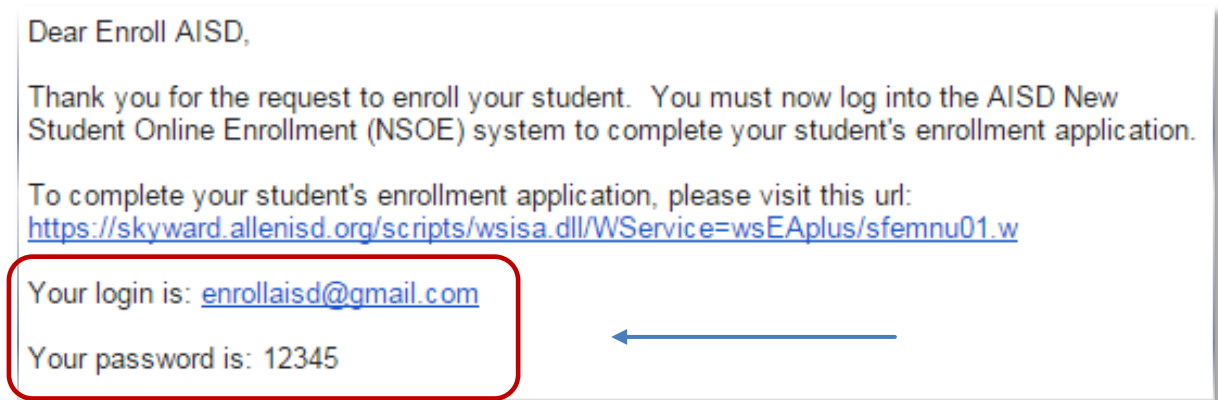 Dear Enroll AISD,
Thank you for the request to enroll your student.  You must now log into the AISD New
Student Online Enrollment (NSOE) system to complete your student's enrollment application.
To complete your student's enrollment application, please visit this url:
https://skyward.allenisd.org/scripts/wsisa.dll/WService=wsEAplus/sfemnu01.w
Your login is: enrollaisd@gmail.com
Your password is: 12345